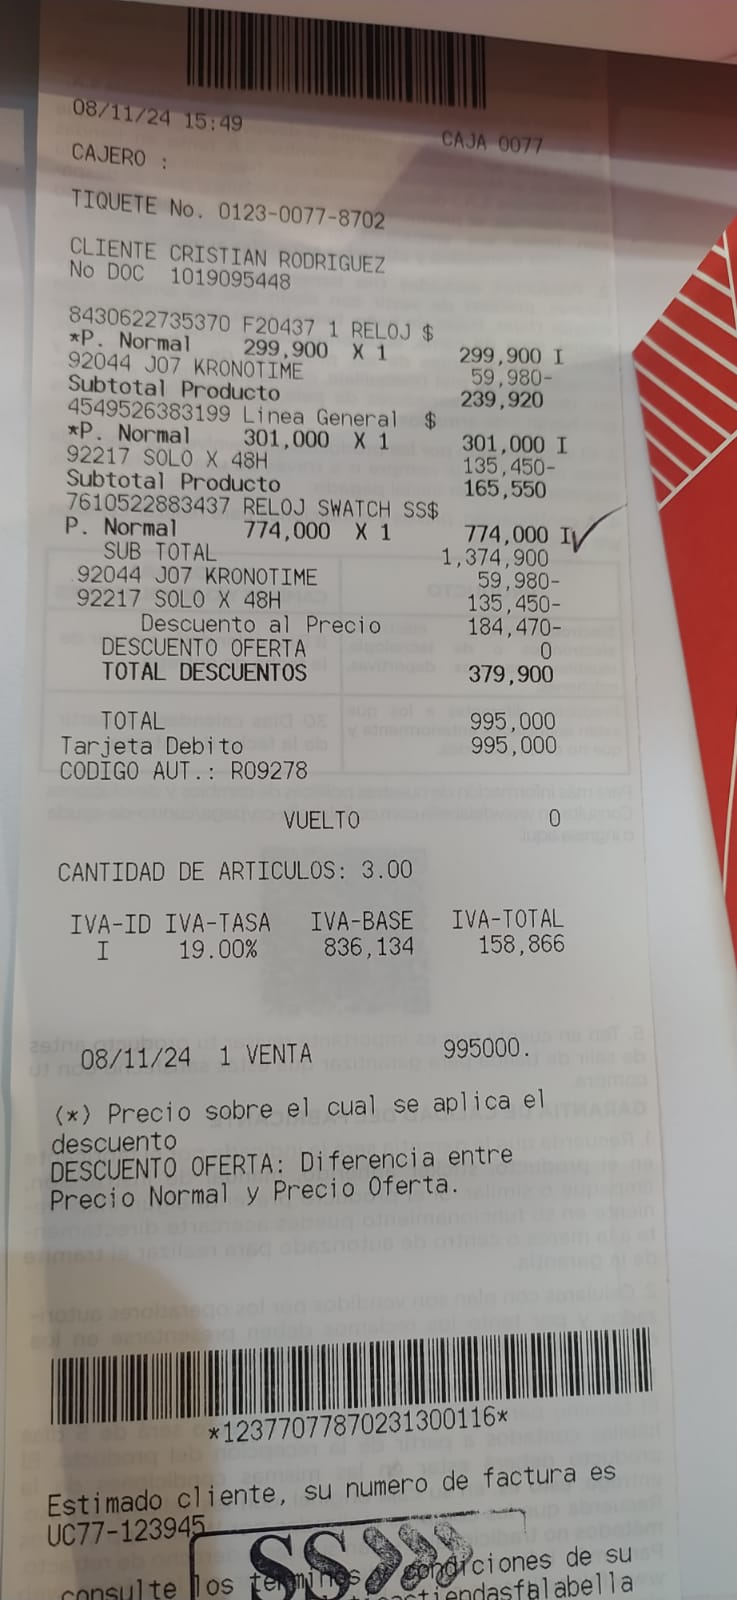 08/11/24 15:49 CAJA 0077
CAJERO :
TIQUETE No. 0123-0077-8702
CLIENTE CRISTIAN RODRIGUEZ
No DOC 1019095448
8430622735370 F20437 1 RELOJ $
*P. Normal 299,900 X 1 299,900 I
92044 J07 KRONOTIME 59,980-
Subtotal Producto 239,920
4549526383199 Linea General $
*P. Normal 301,000 X 1 301,000 I
92217 SOLO X 48H 135,450-
Subtotal Producto 165,550
7610522883437 RELOJ SWATCH SS$
P. Normal 774,000 X 1 774,000 I
SUB TOTAL 1,374,900
92044 J07 KRONOTIME 59,980-
92217 SOLO X 48H 135,450-
Descuento al Precio 184,470-
DESCUENTO OFERTA 0
TOTAL DESCUENTOS 379,900
TOTAL 995,000
Tarjeta Debito 995,000
CODIGO AUT.: R09278
VUELTO 0
CANTIDAD DE ARTICULOS: 3.00
IVA-ID IVA-TASA IVA-BASE IVA-TOTAL
I 19.00% 836,134 158,866
08/11/24 1 VENTA 995000.
(*) Precio sobre el cual se aplica el
descuento
DESCUENTO OFERTA: Diferencia entre
Precio Normal y Precio Oferta.
*12377077870231300116*
Estimado cliente, su numero de factura es
UC77-123945
SS
consulte los terminos condiciones de su